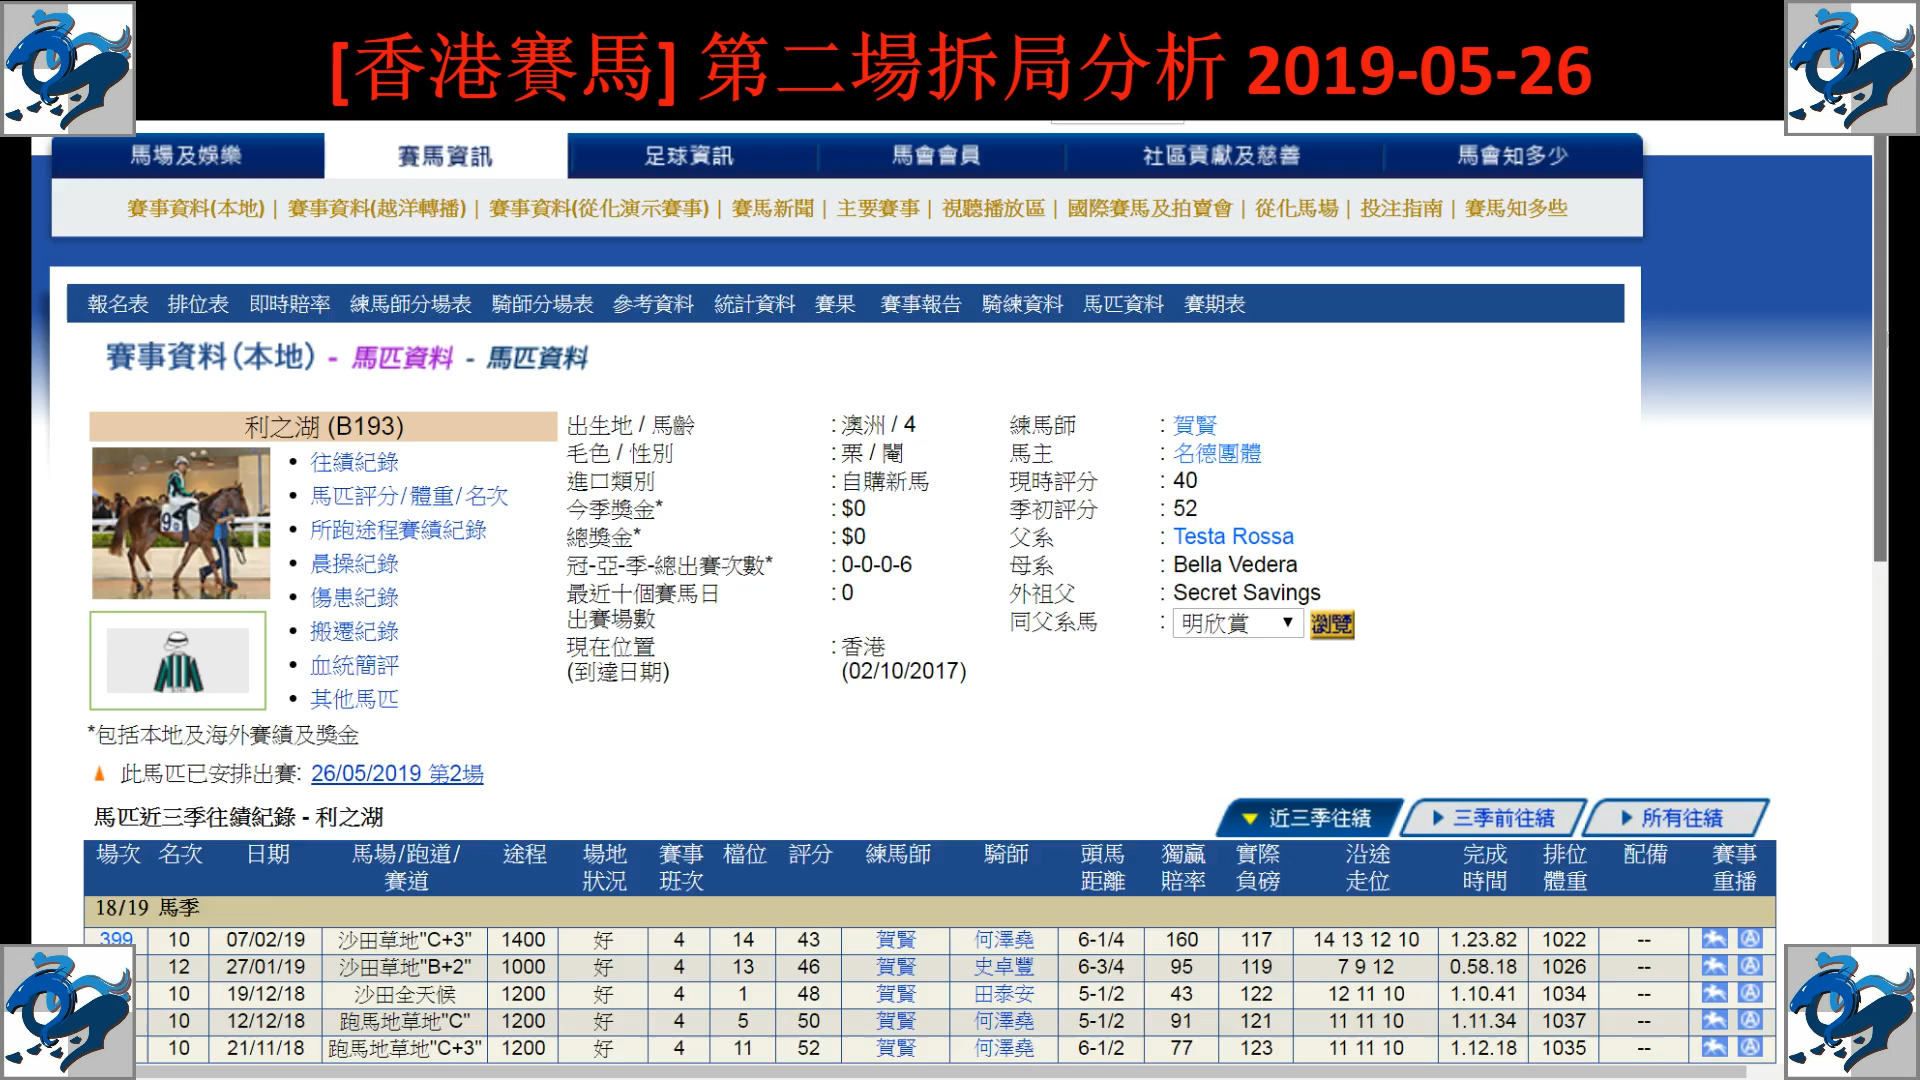 [香港賽馬] 第二場拆局分析 2019-05-26
馬場及娛樂 賽馬資訊 足球資訊 馬會會員 社區貢獻及慈善 馬會知多少
賽事資料(本地) | 賽事資料(越洋轉播) | 賽事資料(從化演示賽事) | 賽馬新聞 | 主要賽事 | 視聽播放區 | 國際賽馬及拍賣會 | 從化馬場 | 投注指南 | 賽馬知多些
報名表 排位表 即時賠率 練馬師分場表 騎師分場表 參考資料 統計資料 賽果 賽事報告 騎練資料 馬匹資料 賽期表
賽事資料(本地) - 馬匹資料 - 馬匹資料
利之湖 (B193)
• 往績紀錄
• 馬匹評分/體重/名次
• 所跑途程賽績紀錄
• 晨操紀錄
• 傷患紀錄
• 搬遷紀錄
• 血統簡評
• 其他馬匹
出生地 / 馬齡 : 澳洲 / 4
毛色 / 性別 : 栗 / 閹
進口類別 : 自購新馬
今季獎金* : $0
總獎金* : $0
冠-亞-季-總出賽次數* : 0-0-0-6
最近十個賽馬日 : 0
出賽場數
現在位置 : 香港
(到達日期) (02/10/2017)
練馬師 : 賀賢
馬主 : 名德團體
現時評分 : 40
季初評分 : 52
父系 : Testa Rossa
母系 : Bella Vedera
外祖父 : Secret Savings
同父系馬 : 明欣賞 ▼ 瀏覽
*包括本地及海外賽績及獎金
此馬匹已安排出賽: 26/05/2019 第2場
馬匹近三季往績紀錄 - 利之湖
近三季往績 三季前往績 所有往績
場次 名次 日期 馬場/跑道/賽道 途程 場地狀況 賽事班次 檔位 評分 練馬師 騎師 頭馬距離 獨贏賠率 實際負磅 沿途走位 完成時間 排位體重 配備 賽事重播
18/19 馬季
399 10 07/02/19 沙田草地"C+3" 1400 好 4 14 43 賀賢 何澤堯 6-1/4 160 117 14 13 12 10 1.23.82 1022 --
12 27/01/19 沙田草地"B+2" 1000 好 4 13 46 賀賢 史卓豐 6-3/4 95 119 7 9 12 0.58.18 1026 --
10 19/12/18 沙田全天候 1200 好 4 1 48 賀賢 田泰安 5-1/2 43 122 12 11 10 1.10.41 1034 --
10 12/12/18 跑馬地草地"C" 1200 好 4 5 50 賀賢 何澤堯 5-1/2 91 121 11 11 10 1.11.34 1037 --
10 21/11/18 跑馬地草地"C+3" 1200 好 4 11 52 賀賢 何澤堯 6-1/2 77 123 11 11 10 1.12.18 1035 --